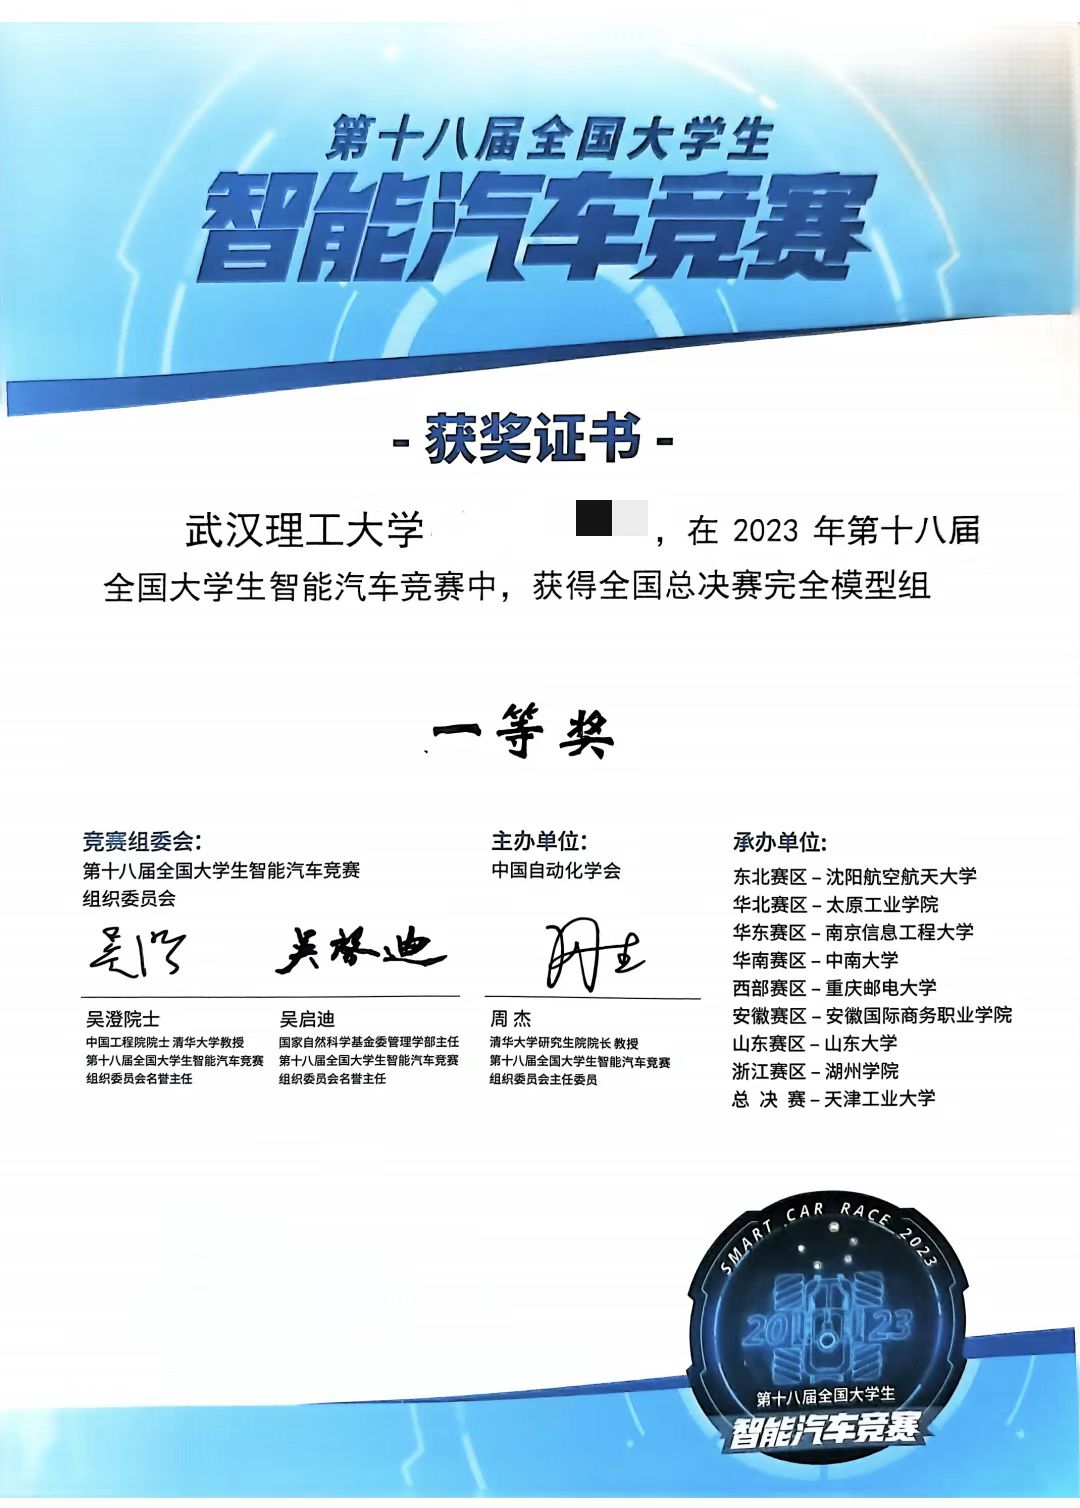 第十八届全国大学生
智能汽车竞赛
- 获奖证书 -
武汉理工大学 ，在 2023 年第十八届
全国大学生智能汽车竞赛中，获得全国总决赛完全模型组
一等奖
竞赛组委会：
第十八届全国大学生智能汽车竞赛
组织委员会
吴澄
吴启迪
吴澄院士
中国工程院院士 清华大学教授
第十八届全国大学生智能汽车竞赛
组织委员会名誉主任
吴启迪
国家自然科学基金委管理学部主任
第十八届全国大学生智能汽车竞赛
组织委员会名誉主任
主办单位：
中国自动化学会
周 杰
清华大学研究生院院长 教授
第十八届全国大学生智能汽车竞赛
组织委员会主任委员
承办单位:
东北赛区 – 沈阳航空航天大学
华北赛区 – 太原工业学院
华东赛区 – 南京信息工程大学
华南赛区 – 中南大学
西部赛区 – 重庆邮电大学
安徽赛区 – 安徽国际商务职业学院
山东赛区 – 山东大学
浙江赛区 – 湖州学院
总 决 赛 – 天津工业大学
SMART CAR RACE 2023
2023
第十八届全国大学生
智能汽车竞赛